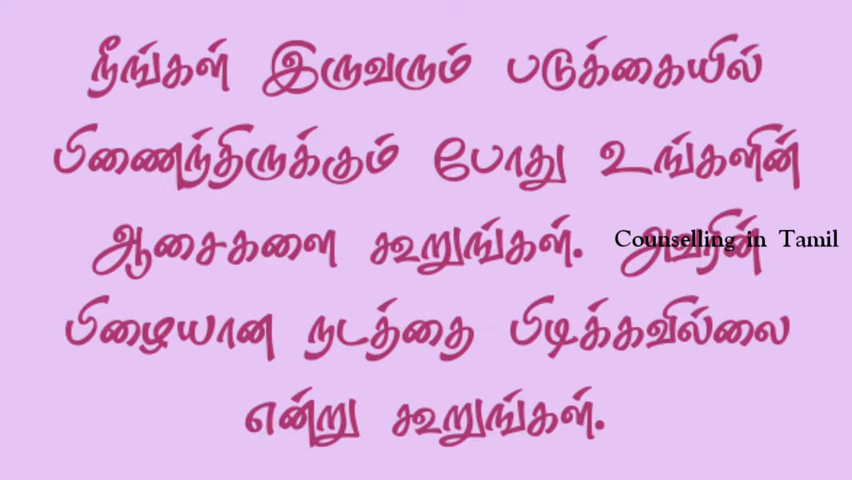 நீங்கள் இருவரும் படுக்கையில்
பிணைந்திருக்கும் போது உங்களின்
ஆசைகளை கூறுங்கள். அவரின்
Counselling in Tamil
பிழையான நடத்தை பிடிக்கவில்லை
என்று கூறுங்கள்.